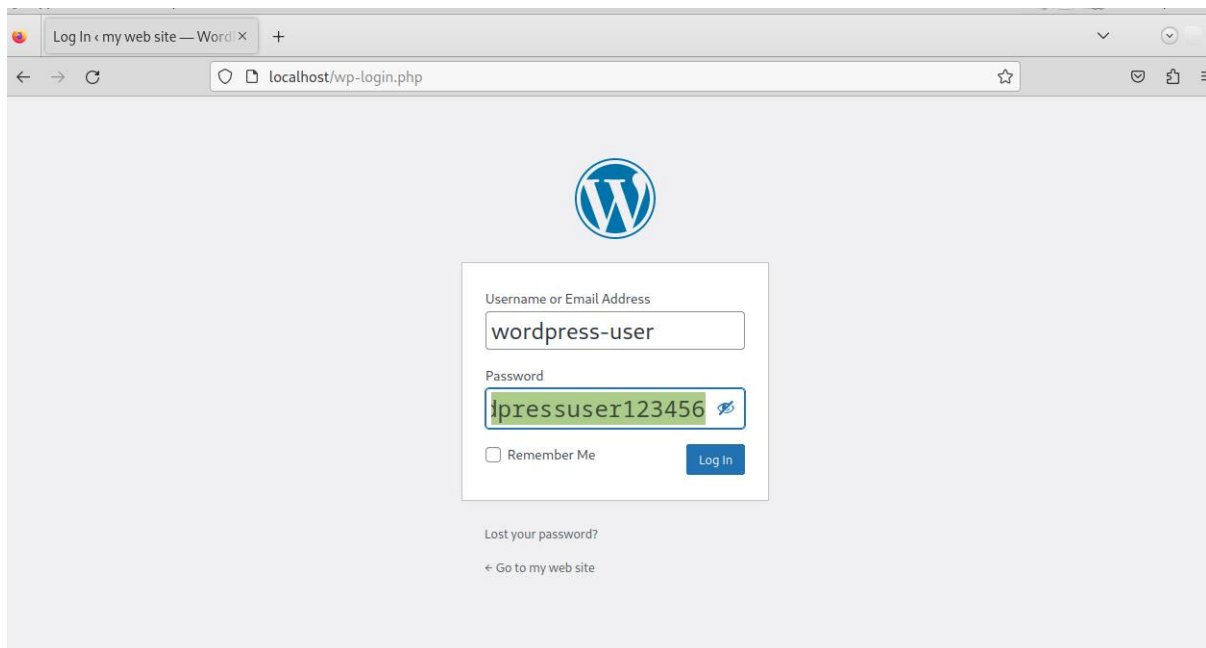 Log In ‹ my web site — Word
localhost/wp-login.php
Username or Email Address
wordpress-user
Password
dpressuser123456
Remember Me
Log In
Lost your password?
← Go to my web site